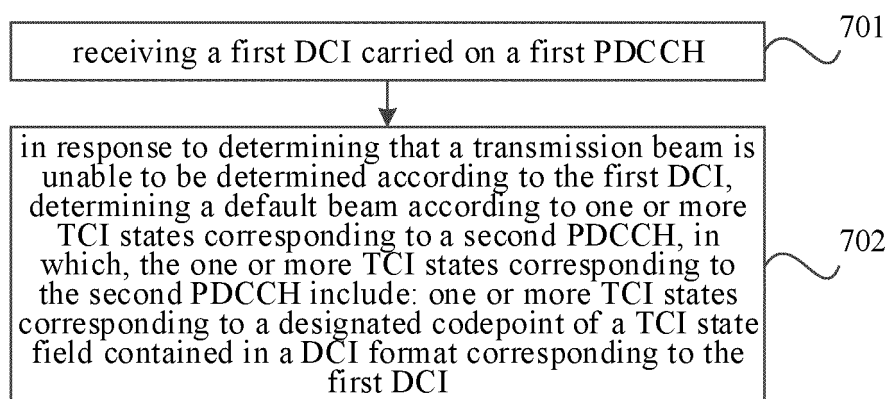 receiving a first DCI carried on a first PDCCH
701
in response to determining that a transmission beam is
unable to be determined according to the first DCI,
determining a default beam according to one or more
TCI states corresponding to a second PDCCH, in
which, the one or more TCI states corresponding to
the second PDCCH include: one or more TCI states
corresponding to a designated codepoint of a TCI state
field contained in a DCI format corresponding to the
first DCI
702